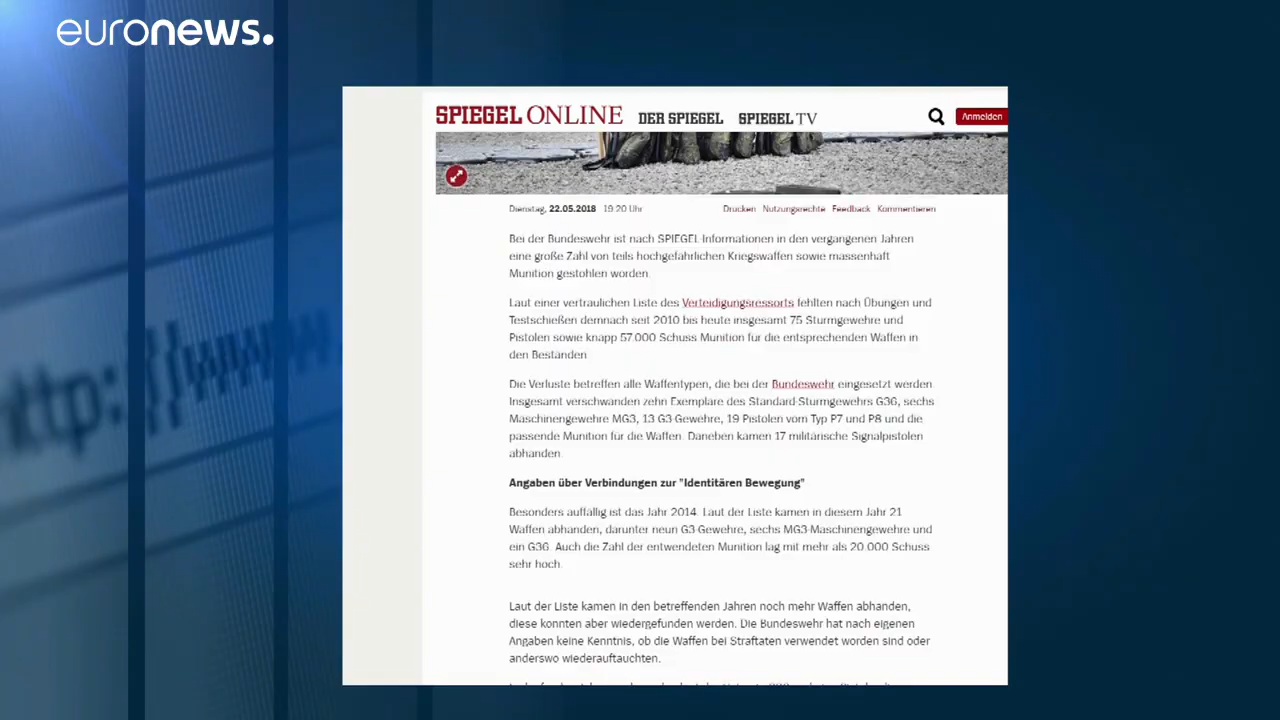 euronews.
http://www
SPIEGEL ONLINE DER SPIEGEL SPIEGEL TV Anmelden
Dienstag, 22.05.2018 19:20 Uhr Drucken Nutzungsrechte Feedback Kommentieren
Bei der Bundeswehr ist nach SPIEGEL-Informationen in den vergangenen Jahren
eine große Zahl von teils hochgefährlichen Kriegswaffen sowie massenhaft
Munition gestohlen worden.
Laut einer vertraulichen Liste des Verteidigungsressorts fehlten nach Übungen und
Testschießen demnach seit 2010 bis heute insgesamt 75 Sturmgewehre und
Pistolen sowie knapp 57.000 Schuss Munition für die entsprechenden Waffen in
den Beständen.
Die Verluste betreffen alle Waffentypen, die bei der Bundeswehr eingesetzt werden.
Insgesamt verschwanden zehn Exemplare des Standard-Sturmgewehrs G36, sechs
Maschinengewehre MG3, 13 G3-Gewehre, 19 Pistolen vom Typ P7 und P8 und die
passende Munition für die Waffen. Daneben kamen 17 militärische Signalpistolen
abhanden.
Angaben über Verbindungen zur "Identitären Bewegung"
Besonders auffällig ist das Jahr 2014. Laut der Liste kamen in diesem Jahr 21
Waffen abhanden, darunter neun G3-Gewehre, sechs MG3-Maschinengewehre und
ein G36. Auch die Zahl der entwendeten Munition lag mit mehr als 20.000 Schuss
sehr hoch.
Laut der Liste kamen in den betreffenden Jahren noch mehr Waffen abhanden,
diese konnten aber wiedergefunden werden. Die Bundeswehr hat nach eigenen
Angaben keine Kenntnis, ob die Waffen bei Straftaten verwendet worden sind oder
anderswo wiederauftauchten.